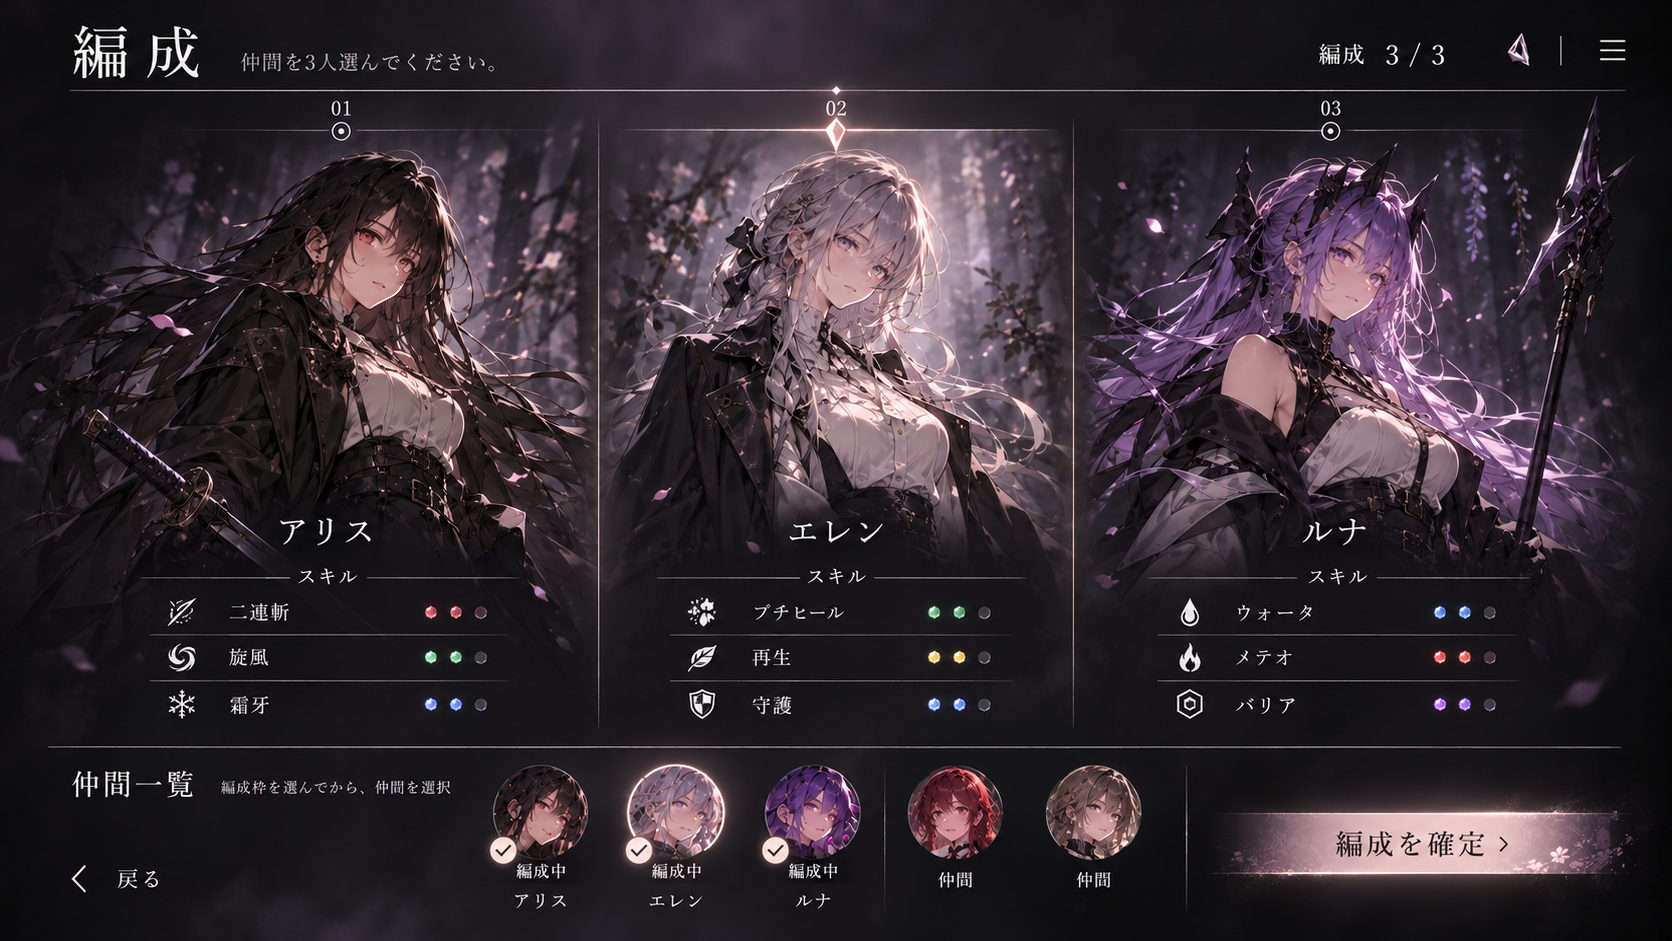 編成
仲間を3人選んでください。
編成 3 / 3
01
02
03
アリス
スキル
二連斬
旋風
霜牙
エレン
スキル
プチヒール
再生
守護
ルナ
スキル
ウォータ
メテオ
バリア
仲間一覧
編成枠を選んでから、仲間を選択
戻る
編成中
アリス
編成中
エレン
編成中
ルナ
仲間
仲間
編成を確定